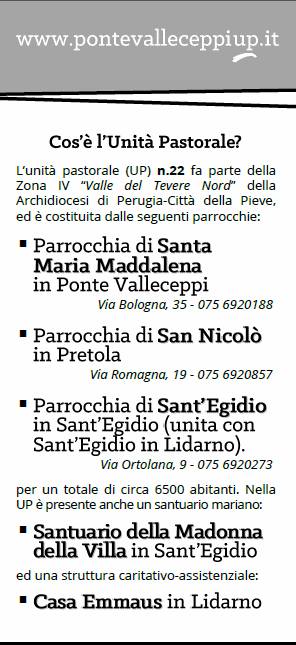 www.pontevalleceppiup.it
Cos'è l'Unità Pastorale?
L'unità pastorale (UP) n.22 fa parte della
Zona IV "Valle del Tevere Nord" della
Archidiocesi di Perugia-Città della Pieve,
ed è costituita dalle seguenti parrocchie:
▪ Parrocchia di Santa
Maria Maddalena
in Ponte Valleceppi
Via Bologna, 35 - 075 6920188
▪ Parrocchia di San Nicolò
in Pretola
Via Romagna, 19 - 075 6920857
▪ Parrocchia di Sant'Egidio
in Sant'Egidio (unita con
Sant'Egidio in Lidarno).
Via Ortolana, 9 - 075 6920273
per un totale di circa 6500 abitanti. Nella
UP è presente anche un santuario mariano:
▪ Santuario della Madonna
della Villa in Sant'Egidio
ed una struttura caritativo-assistenziale:
▪ Casa Emmaus in Lidarno